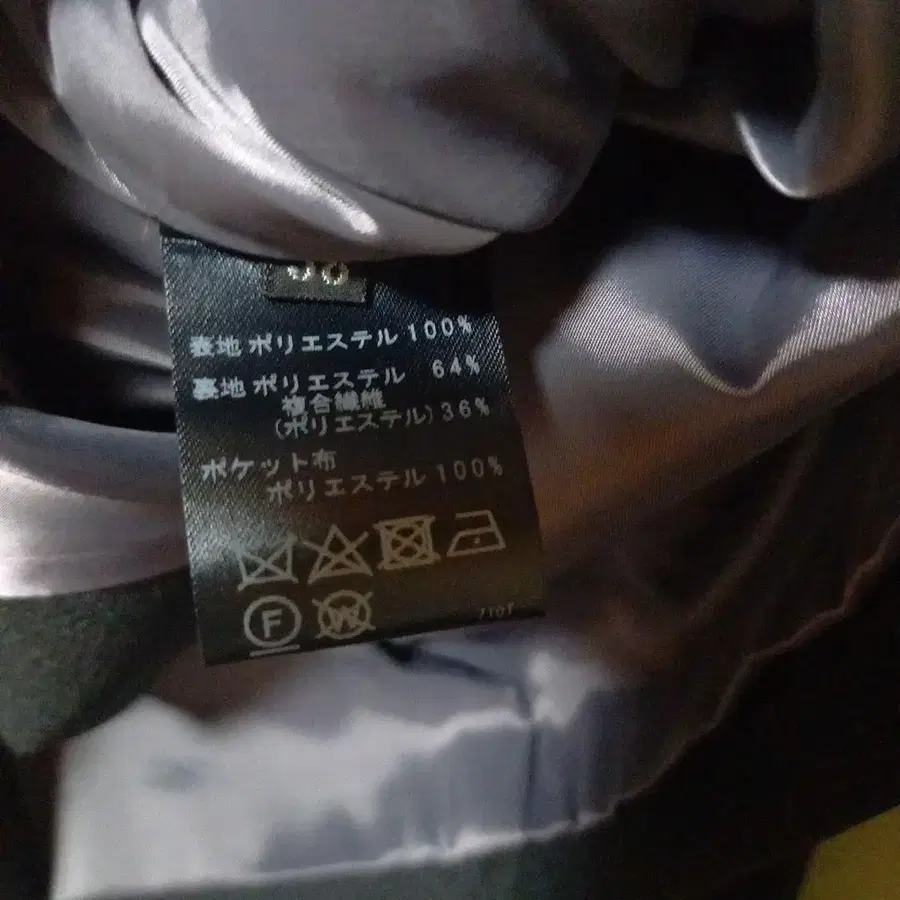 表地 ポリエステル 100%
裏地 ポリエステル 64%
複合繊維
(ポリエステル) 36%
ポケット布
ポリエステル 100%
F
W